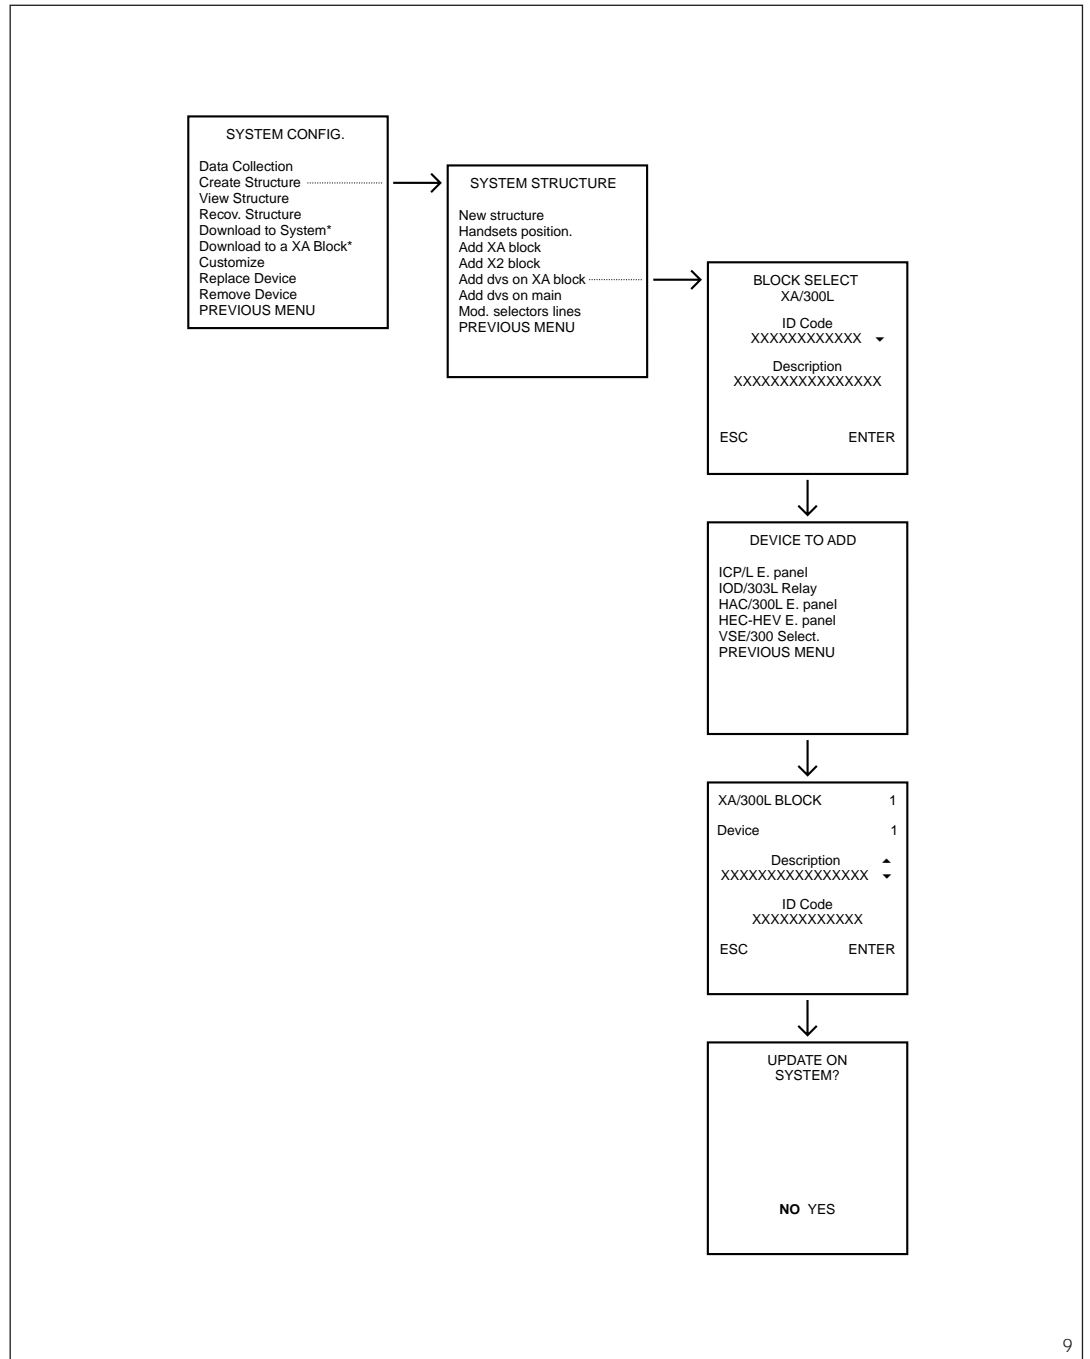 SYSTEM CONFIG.
Data Collection
Create Structure
View Structure
Recov. Structure
Download to System*
Download to a XA Block*
Customize
Replace Device
Remove Device
PREVIOUS MENU
SYSTEM STRUCTURE
New structure
Handsets position.
Add XA block
Add X2 block
Add dvs on XA block
Add dvs on main
Mod. selectors lines
PREVIOUS MENU
BLOCK SELECT
XA/300L
ID Code
XXXXXXXXXXXX
Description
XXXXXXXXXXXXXXXX
ESC ENTER
DEVICE TO ADD
ICP/L E. panel
IOD/303L Relay
HAC/300L E. panel
HEC-HEV E. panel
VSE/300 Select.
PREVIOUS MENU
XA/300L BLOCK 1
Device 1
Description
XXXXXXXXXXXXXXXX
ID Code
XXXXXXXXXXXX
ESC ENTER
UPDATE ON
SYSTEM?
NO YES
9